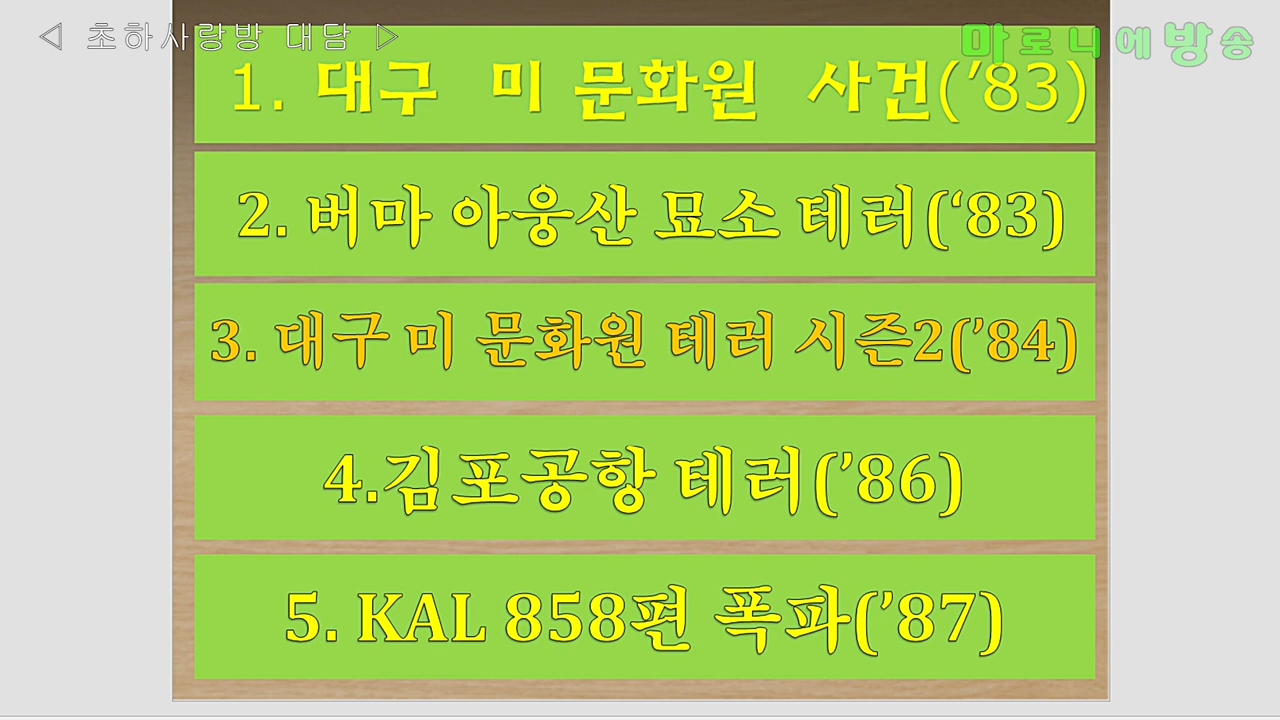 ◁ 초하사랑방 대담 ▷
마로니에방송
1. 대구 미 문화원 사건(’83)
2. 버마 아웅산 묘소 테러(‘83)
3. 대구 미 문화원 테러 시즌2(’84)
4.김포공항 테러(’86)
5. KAL 858편 폭파(’87)